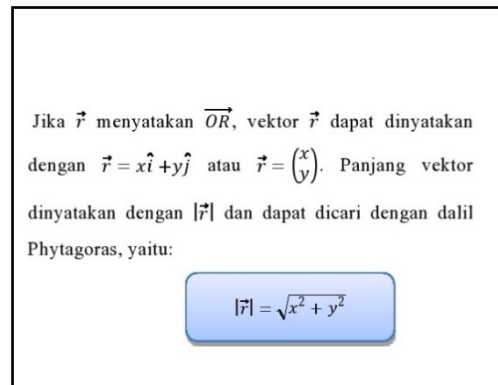 Jika r⃗ menyatakan O͞R⃗, vektor r⃗ dapat dinyatakan
dengan r⃗ = xî +yĵ atau r⃗ = (x y). Panjang vektor
dinyatakan dengan |r⃗| dan dapat dicari dengan dalil
Phytagoras, yaitu:
|r⃗| = √x² + y²